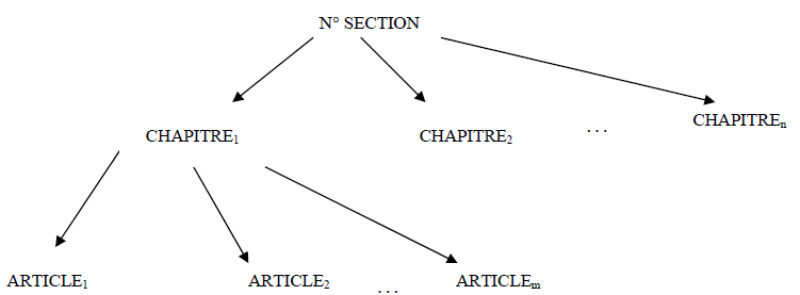 N° SECTION
CHAPITRE₁ CHAPITRE₂ ... CHAPITREₙ
ARTICLE₁ ARTICLE₂ ... ARTICLEₘ